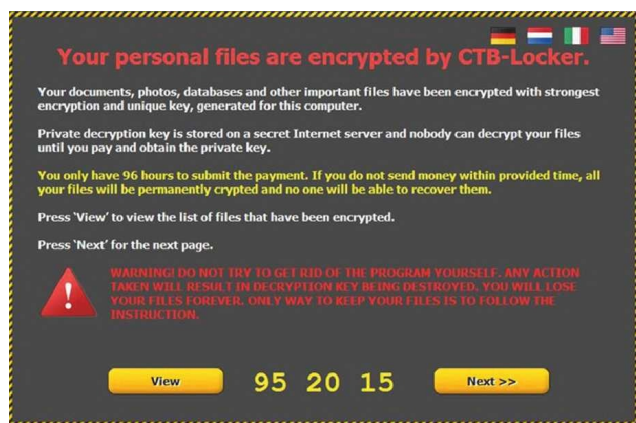 Your personal files are encrypted by CTB-Locker.
Your documents, photos, databases and other important files have been encrypted with strongest
encryption and unique key, generated for this computer.
Private decryption key is stored on a secret Internet server and nobody can decrypt your files
until you pay and obtain the private key.
You only have 96 hours to submit the payment. If you do not send money within provided time, all
your files will be permanently crypted and no one will be able to recover them.
Press 'View' to view the list of files that have been encrypted.
Press 'Next' for the next page.
WARNING! DO NOT TRY TO GET RID OF THE PROGRAM YOURSELF. ANY ACTION
TAKEN WILL RESULT IN DECRYPTION KEY BEING DESTROYED. YOU WILL LOSE
YOUR FILES FOREVER. ONLY WAY TO KEEP YOUR FILES IS TO FOLLOW THE
INSTRUCTION.
View 95 20 15 Next >>